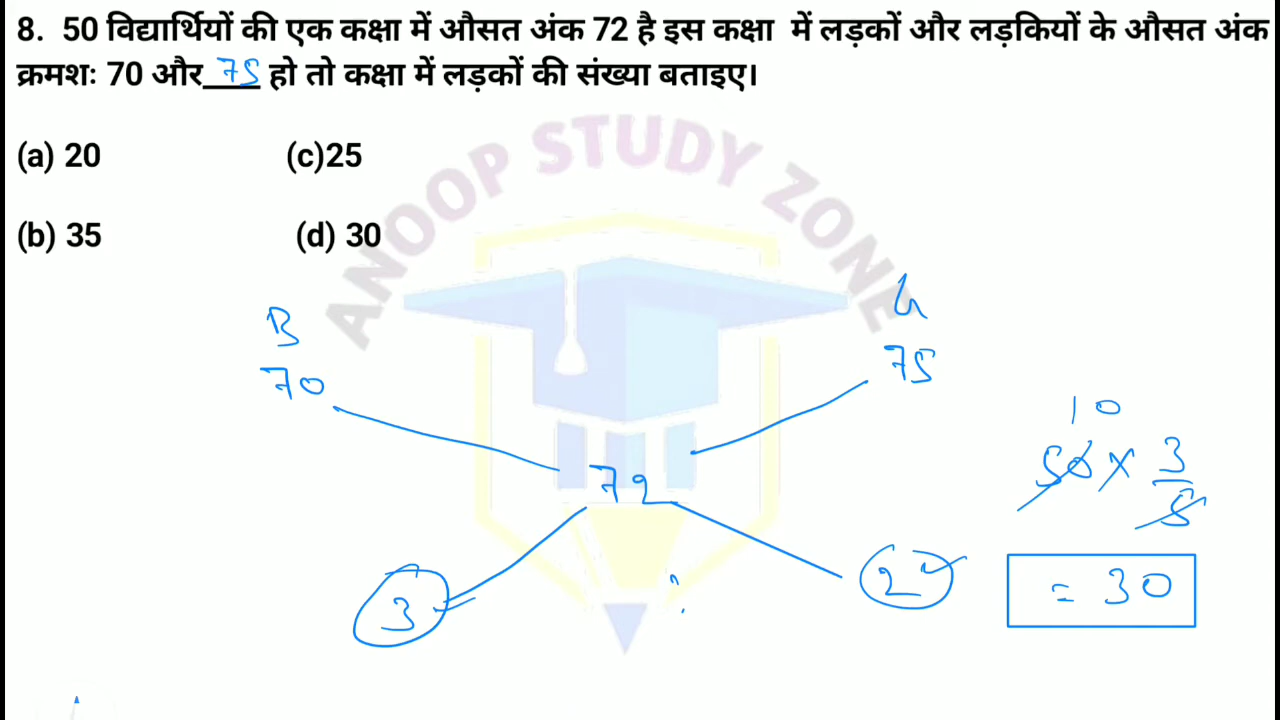 8. 50 विद्यार्थियों की एक कक्षा में औसत अंक 72 है इस कक्षा में लड़कों और लड़कियों के औसत अंक
क्रमशः 70 और 75 हो तो कक्षा में लड़कों की संख्या बताइए।
(a) 20 (c)25
(b) 35 (d) 30
ANOOP STUDY ZONE
B G
70 75
72
3 2
10
50 × 3/5
= 30